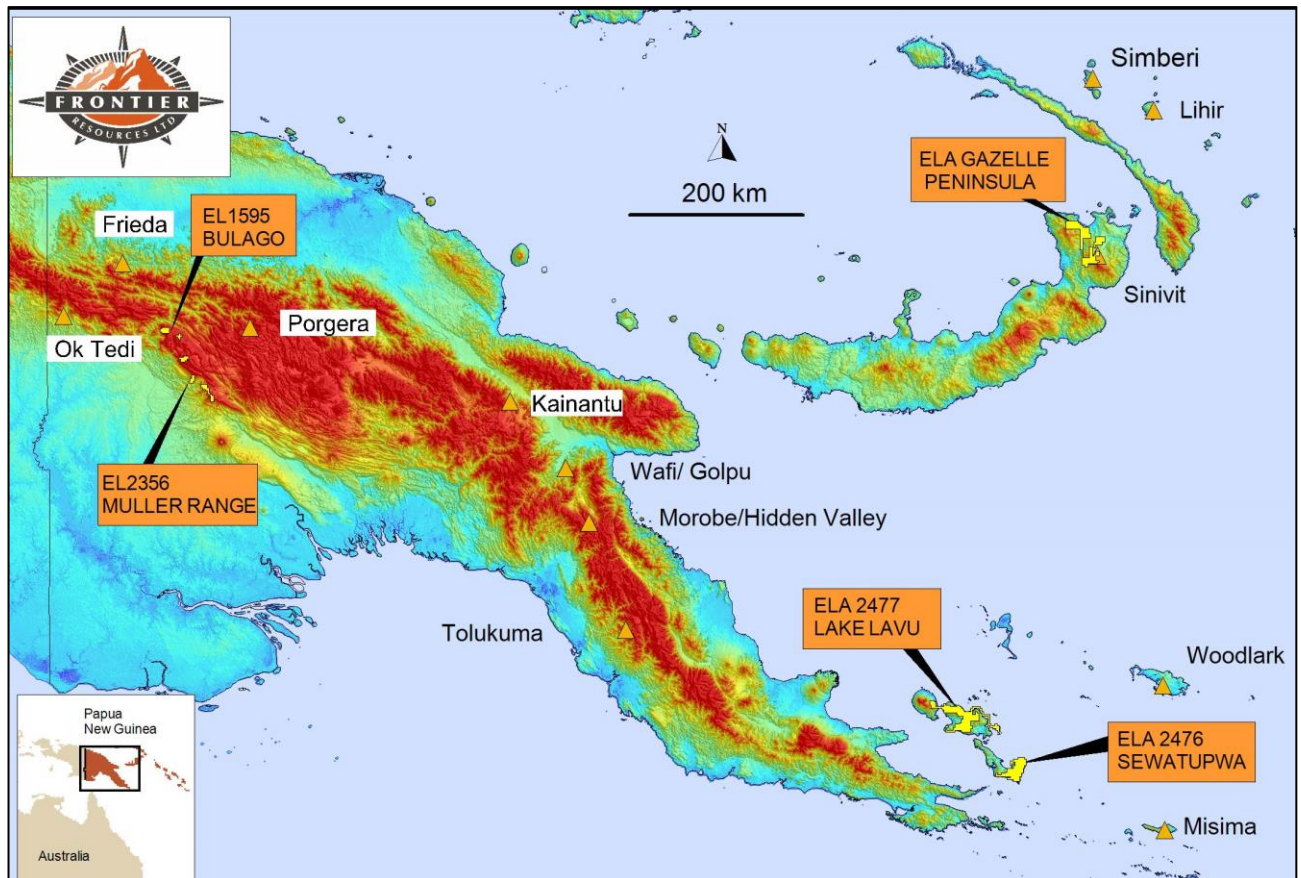 FRONTIER
RESOURCES LTD
Simberi
Lihir
N
200 km
ELA GAZELLE
PENINSULA
Frieda
EL1595
BULAGO
Sinivit
Porgera
Ok Tedi
Kainantu
EL2356
MULLER RANGE
Wafi/ Golpu
Morobe/Hidden Valley
ELA 2477
LAKE LAVU
Tolukuma
Woodlark
Papua
New Guinea
ELA 2476
SEWATUPWA
Misima
Australia